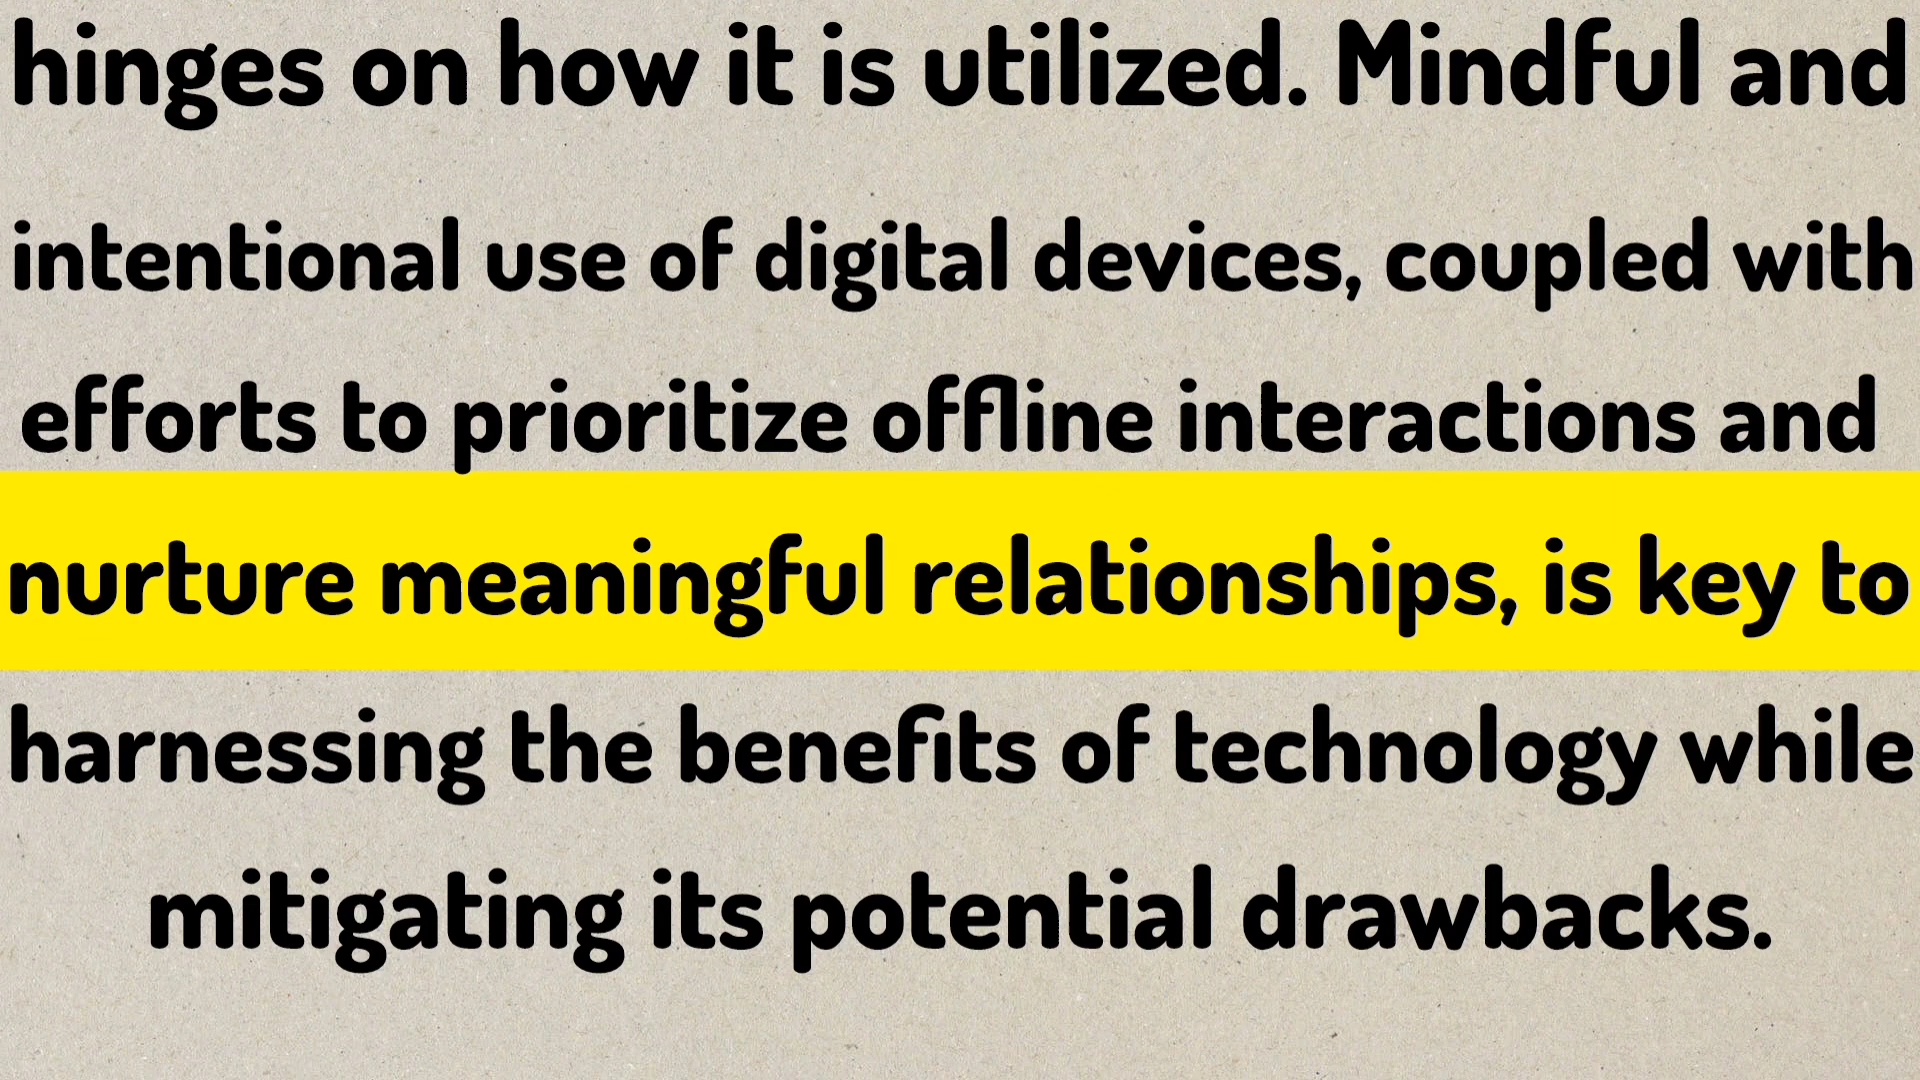 hinges on how it is utilized. Mindful and
intentional use of digital devices, coupled with
efforts to prioritize offline interactions and
nurture meaningful relationships, is key to
harnessing the benefits of technology while
mitigating its potential drawbacks.